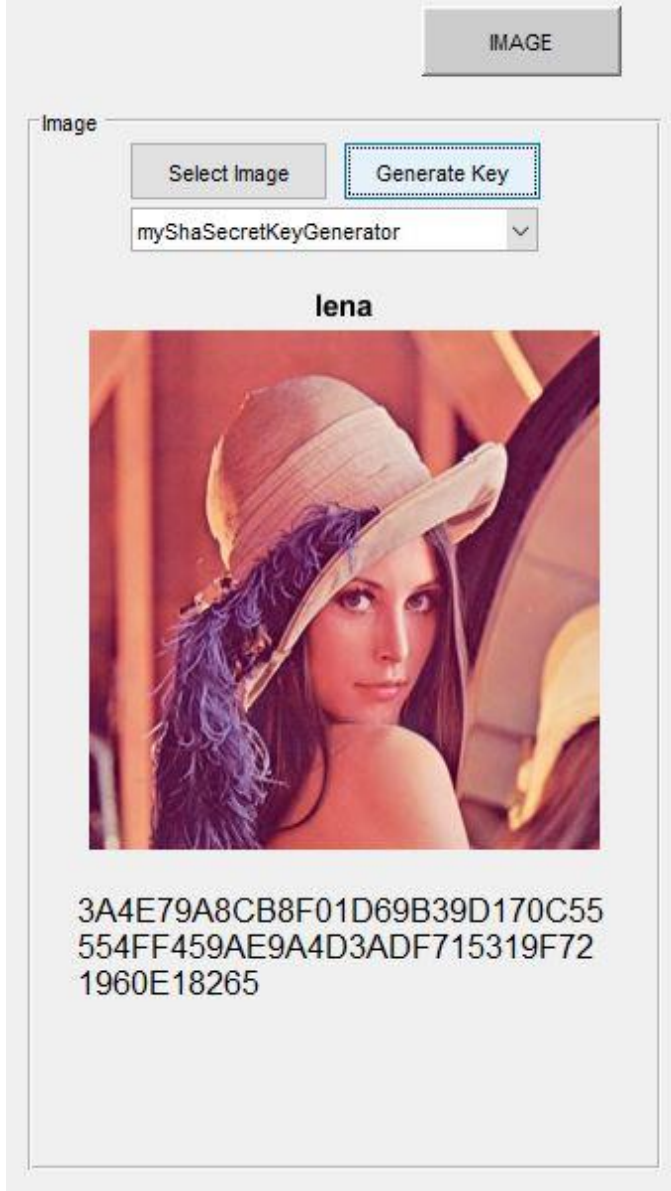 IMAGE
Image
Select Image
Generate Key
myShaSecretKeyGenerator
lena
3A4E79A8CB8F01D69B39D170C55
554FF459AE9A4D3ADF715319F72
1960E18265